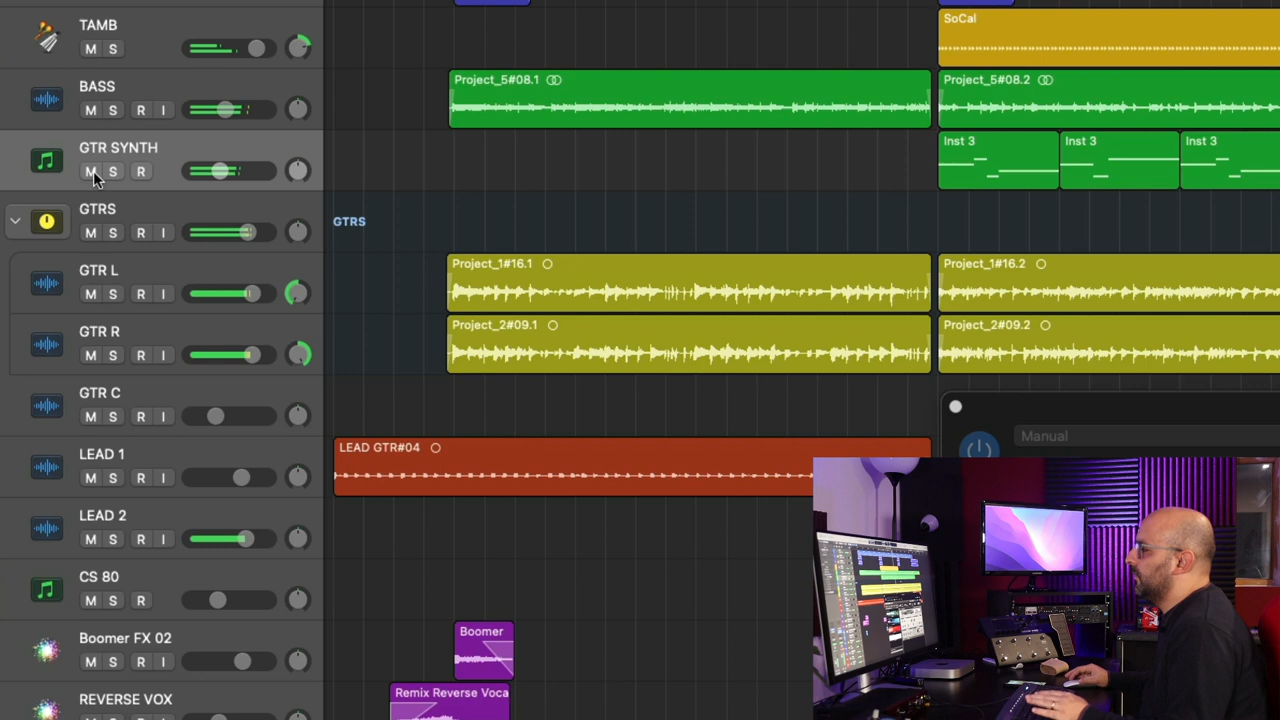 TAMB
M S
SoCal
BASS
M S R I
Project_5#08.1
Project_5#08.2
GTR SYNTH
M S R
Inst 3
Inst 3
Inst 3
GTRS
M S R I
GTRS
GTR L
M S R I
Project_1#16.1
Project_1#16.2
GTR R
M S R I
Project_2#09.1
Project_2#09.2
GTR C
M S R I
Manual
LEAD 1
M S R I
LEAD GTR#04
LEAD 2
M S R I
CS 80
M S R
Boomer FX 02
M S R I
Boomer
REVERSE VOX
Remix Reverse Voca